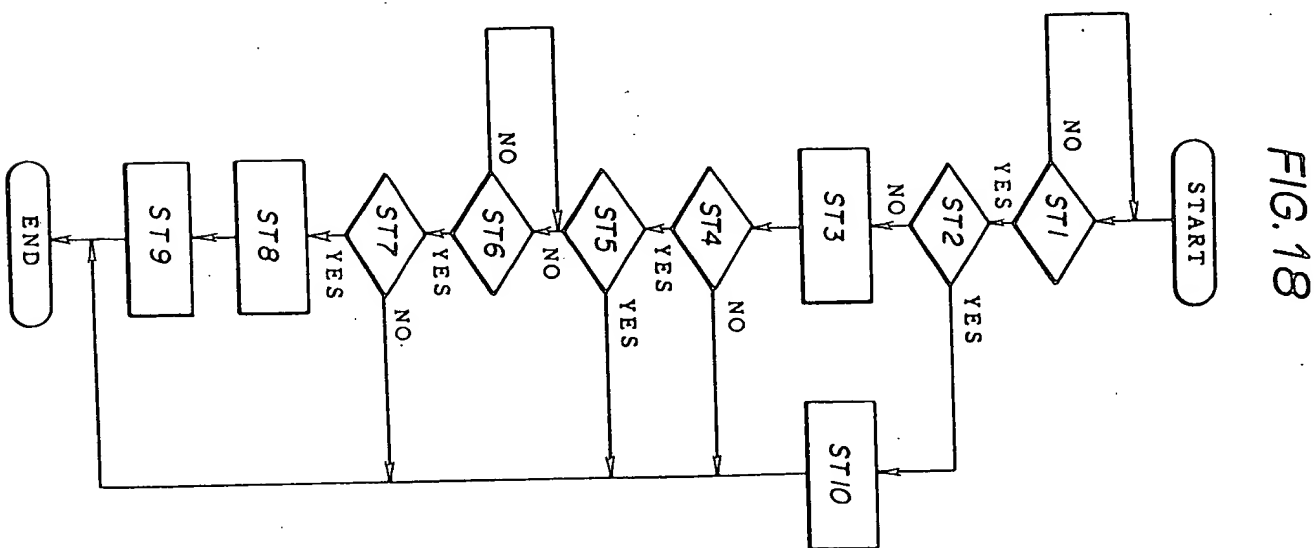 FIG. 18
START
ST1
NO
YES
ST2
YES
NO
ST3
ST10
ST4
NO
YES
ST5
YES
NO
ST6
NO
YES
ST7
NO
YES
ST8
ST9
END